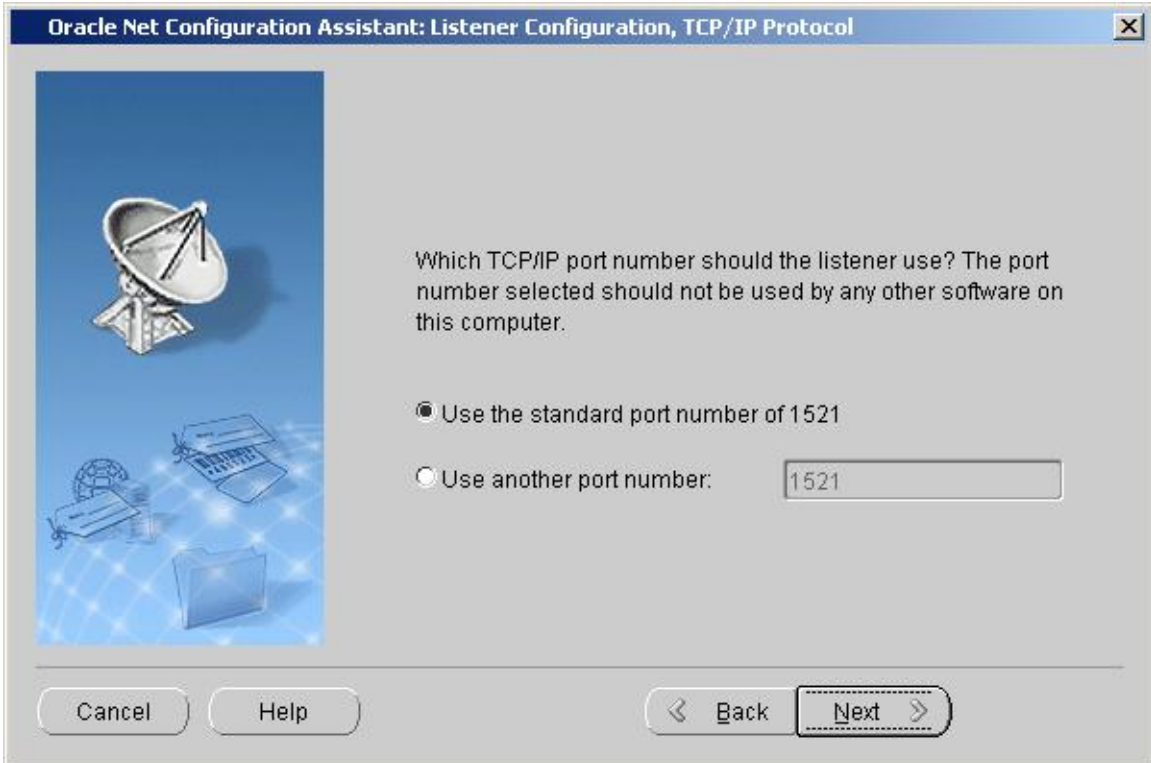 Oracle Net Configuration Assistant: Listener Configuration, TCP/IP Protocol
Which TCP/IP port number should the listener use? The port
number selected should not be used by any other software on
this computer.
Use the standard port number of 1521
Use another port number: 1521
Cancel Help Back Next